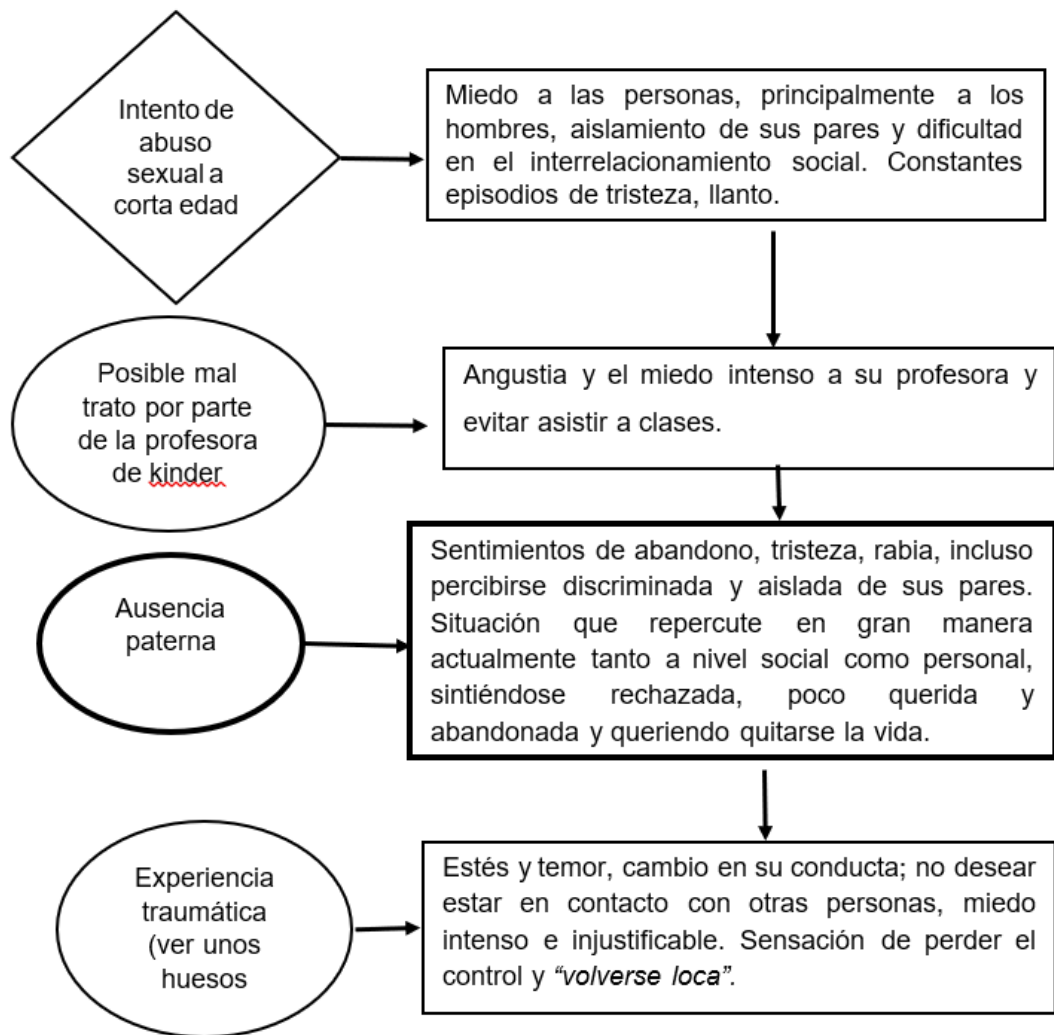 Intento de
abuso
sexual a
corta edad
Miedo a las personas, principalmente a los
hombres, aislamiento de sus pares y dificultad
en el interrelacionamiento social. Constantes
episodios de tristeza, llanto.
Posible mal
trato por parte
de la profesora
de kinder
Angustia y el miedo intenso a su profesora y
evitar asistir a clases.
Ausencia
paterna
Sentimientos de abandono, tristeza, rabia, incluso
percibirse discriminada y aislada de sus pares.
Situación que repercute en gran manera
actualmente tanto a nivel social como personal,
sintiéndose rechazada, poco querida y
abandonada y queriendo quitarse la vida.
Experiencia
traumática
(ver unos
huesos
Estés y temor, cambio en su conducta; no desear
estar en contacto con otras personas, miedo
intenso e injustificable. Sensación de perder el
control y “volverse loca”.